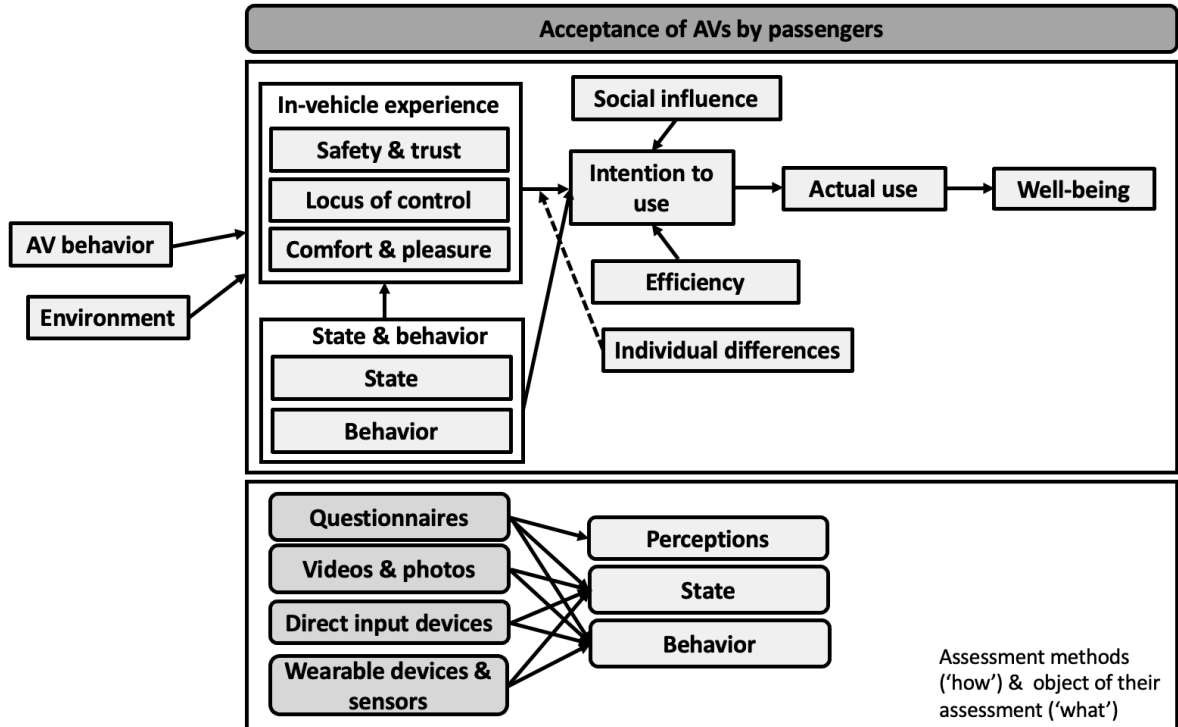 Acceptance of AVs by passengers
In-vehicle experience
Safety & trust
Locus of control
Comfort & pleasure
AV behavior
Environment
State & behavior
State
Behavior
Social influence
Intention to
use
Efficiency
Individual differences
Actual use
Well-being
Questionnaires
Videos & photos
Direct input devices
Wearable devices &
sensors
Perceptions
State
Behavior
Assessment methods
(‘how’) & object of their
assessment (‘what’)